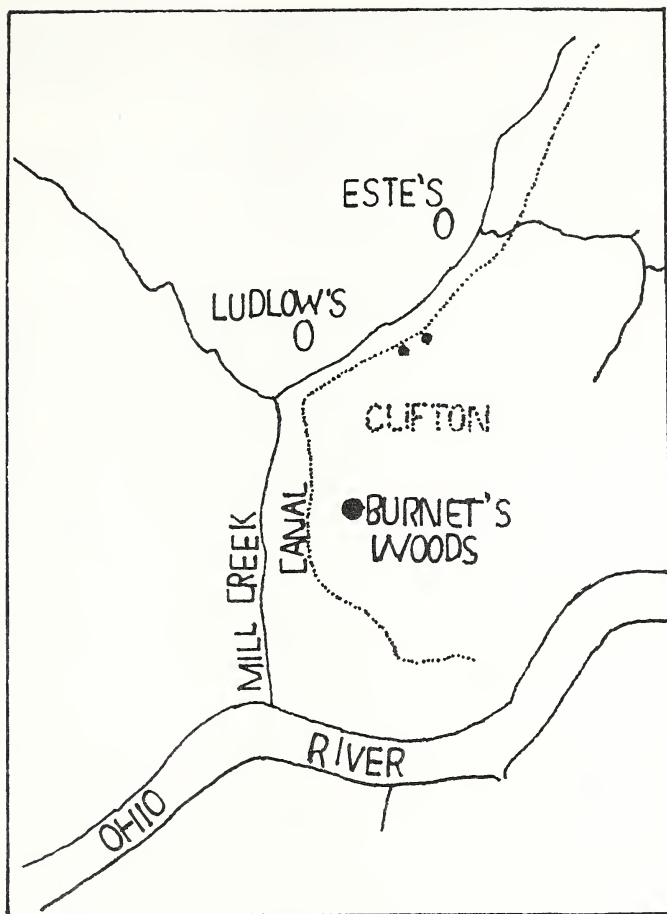 ESTE'S
LUDLOW'S
CLIFTON
BURNET'S
WOODS
CANAL
MILL CREEK
RIVER
OHIO